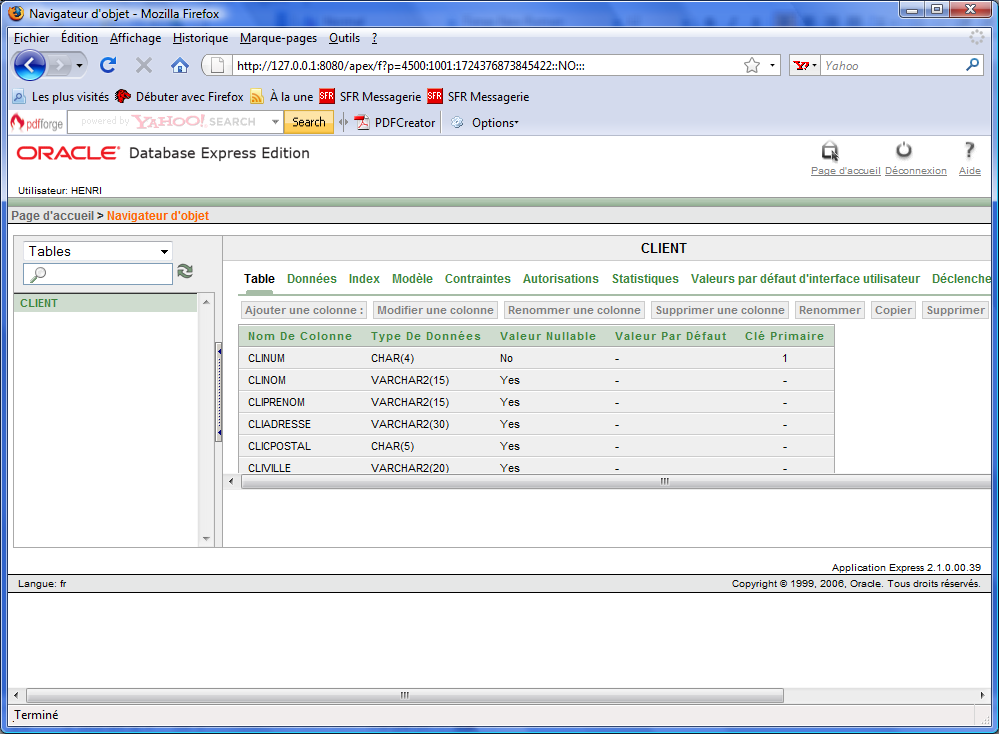 Navigateur d'objet - Mozilla Firefox
Fichier Édition Affichage Historique Marque-pages Outils ?
http://127.0.0.1:8080/apex/f?p=4500:1001:1724376873845422::NO::: Yahoo
Les plus visités Débuter avec Firefox À la une SFR SFR Messagerie SFR SFR Messagerie
pdfforge powered by YAHOO! SEARCH Search PDFCreator Options
ORACLE Database Express Edition
Page d'accueil Déconnexion Aide
Utilisateur: HENRI
Page d'accueil > Navigateur d'objet
Tables CLIENT
Table Données Index Modèle Contraintes Autorisations Statistiques Valeurs par défaut d'interface utilisateur Déclenche
CLIENT
Ajouter une colonne : Modifier une colonne Renommer une colonne Supprimer une colonne Renommer Copier Supprimer
Nom De Colonne Type De Données Valeur Nullable Valeur Par Défaut Clé Primaire
CLINUM CHAR(4) No - 1
CLINOM VARCHAR2(15) Yes - -
CLIPRENOM VARCHAR2(15) Yes - -
CLIADRESSE VARCHAR2(30) Yes - -
CLICPOSTAL CHAR(5) Yes - -
CLIVILLE VARCHAR2(20) Yes - -
Application Express 2.1.0.00.39
Langue: fr Copyright © 1999, 2006, Oracle. Tous droits réservés.
Terminé